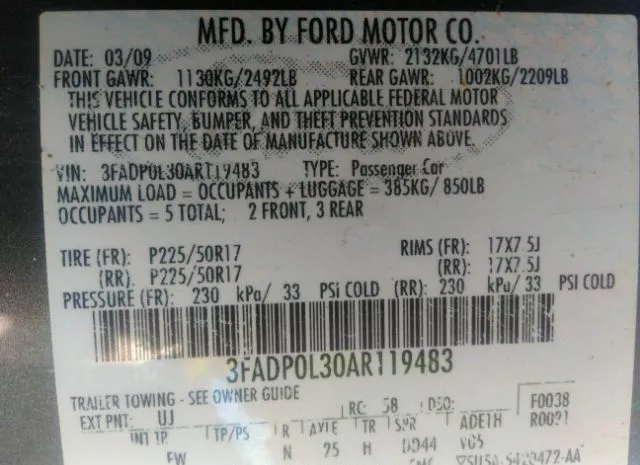 MFD. BY FORD MOTOR CO.
DATE: 03/09 GVWR: 2132KG/4701LB
FRONT GAWR: 1130KG/2492LB REAR GAWR: 1002KG/2209LB
THIS VEHICLE CONFORMS TO ALL APPLICABLE FEDERAL MOTOR
VEHICLE SAFETY, BUMPER, AND THEFT PREVENTION STANDARDS
IN EFFECT ON THE DATE OF MANUFACTURE SHOWN ABOVE.
VIN: 3FADP0L30AR119483 TYPE: Passenger Car
MAXIMUM LOAD = OCCUPANTS + LUGGAGE = 385KG/ 850LB
OCCUPANTS = 5 TOTAL; 2 FRONT, 3 REAR
TIRE (FR): P225/50R17 RIMS (FR): 17X7.5J
(RR): P225/50R17 (RR): 17X7.5J
PRESSURE (FR): 230 kPa/ 33 PSI COLD (RR): 230 kPa/ 33 PSI COLD
3FADP0L30AR119483
TRAILER TOWING - SEE OWNER GUIDE
EXT PNT: UJ RC: 58 DSO: F0038
INT TR TP/PS R AXLE TR SPR ADE1H R0091
FW N 25 H DD44 VC5